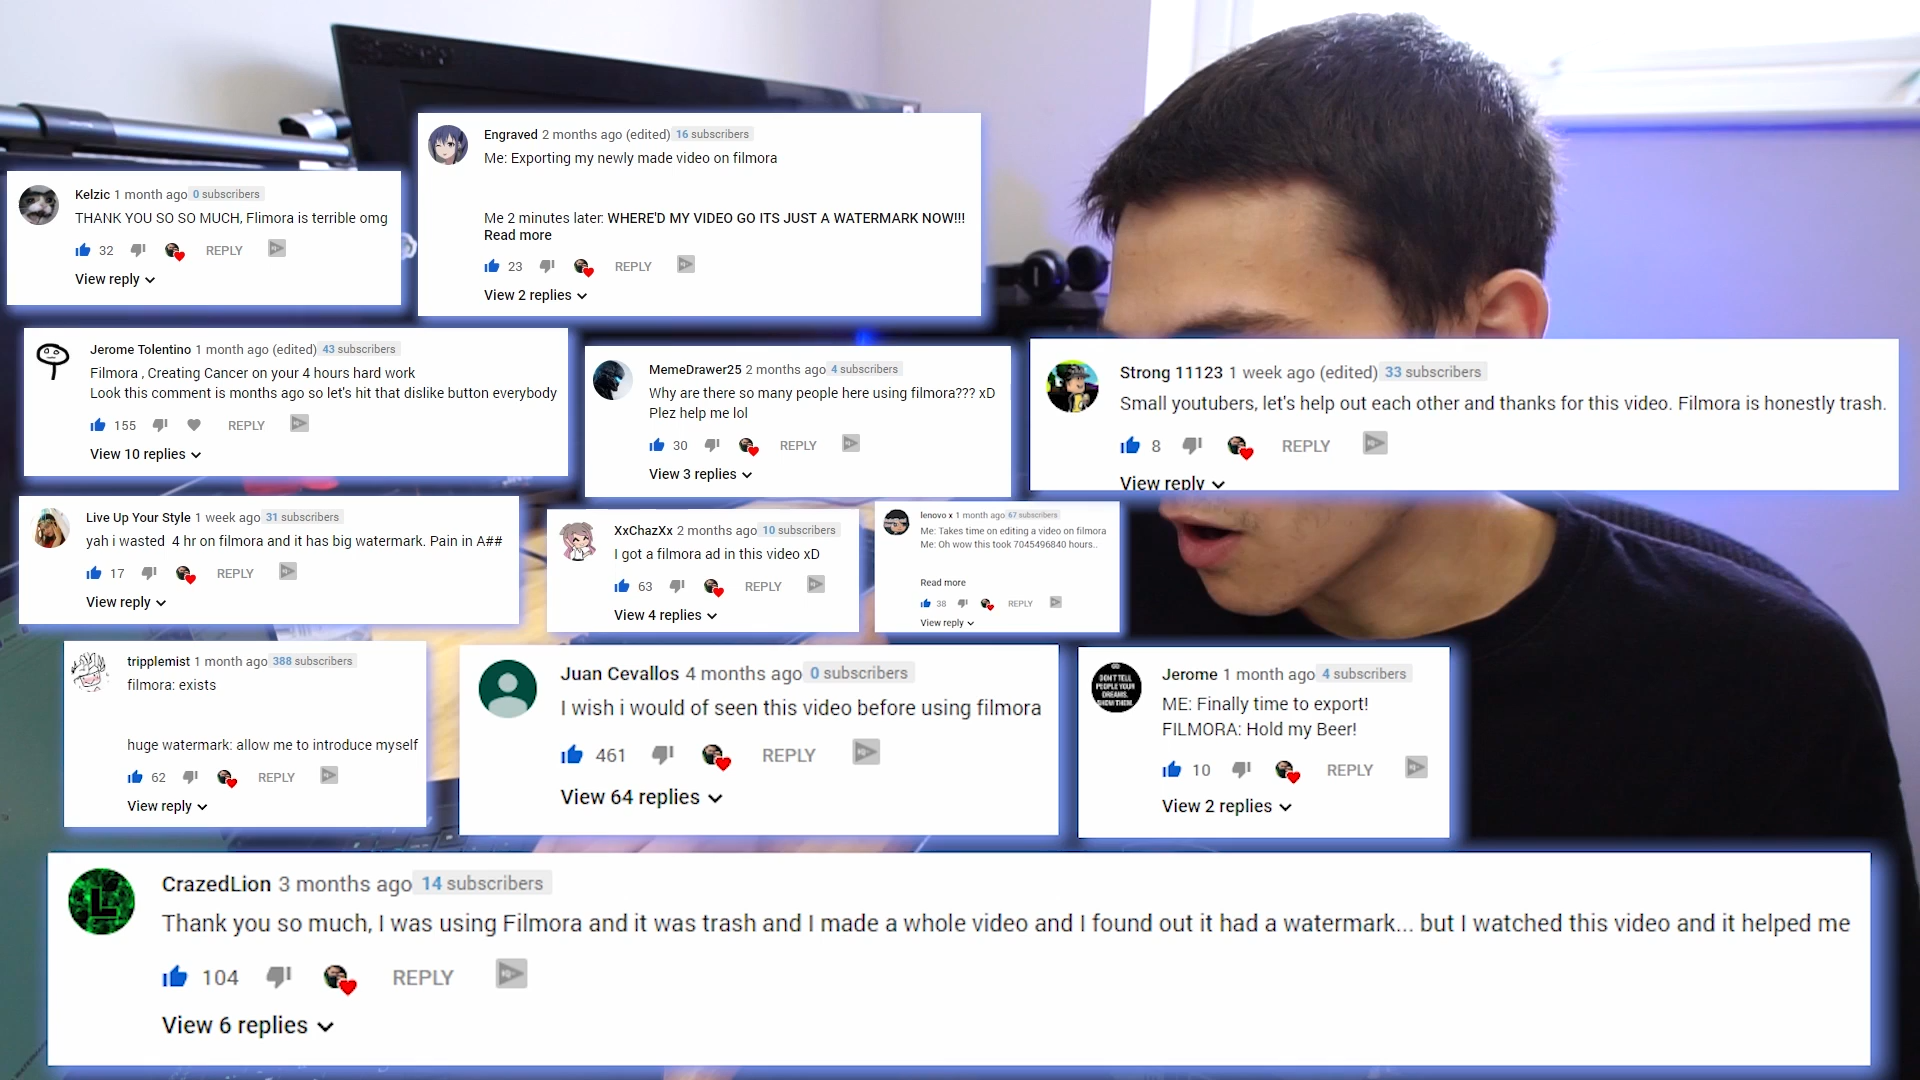 Engraved 2 months ago (edited) 16 subscribers
Me: Exporting my newly made video on filmora
Me 2 minutes later: WHERE'D MY VIDEO GO ITS JUST A WATERMARK NOW!!!
Read more
23 REPLY
View 2 replies
Kelzic 1 month ago 0 subscribers
THANK YOU SO SO MUCH, Flimora is terrible omg
32 REPLY
View reply
Jerome Tolentino 1 month ago (edited) 43 subscribers
Filmora , Creating Cancer on your 4 hours hard work
Look this comment is months ago so let's hit that dislike button everybody
155 REPLY
View 10 replies
MemeDrawer25 2 months ago 4 subscribers
Why are there so many people here using filmora??? xD
Plez help me lol
30 REPLY
View 3 replies
Strong 11123 1 week ago (edited) 33 subscribers
Small youtubers, let's help out each other and thanks for this video. Filmora is honestly trash.
8 REPLY
View reply
Live Up Your Style 1 week ago 31 subscribers
yah i wasted 4 hr on filmora and it has big watermark. Pain in A##
17 REPLY
View reply
XxChazXx 2 months ago 10 subscribers
I got a filmora ad in this video xD
63 REPLY
View 4 replies
lenovo x 1 month ago 67 subscribers
Me: Takes time on editing a video on filmora
Me: Oh wow this took 7045496840 hours..
Read more
38 REPLY
View reply
tripplemist 1 month ago 388 subscribers
filmora: exists
huge watermark: allow me to introduce myself
62 REPLY
View reply
Juan Cevallos 4 months ago 0 subscribers
I wish i would of seen this video before using filmora
461 REPLY
View 64 replies
DON'T TELL
PEOPLE YOUR
DREAMS.
SHOW THEM.
Jerome 1 month ago 4 subscribers
ME: Finally time to export!
FILMORA: Hold my Beer!
10 REPLY
View 2 replies
CrazedLion 3 months ago 14 subscribers
Thank you so much, I was using Filmora and it was trash and I made a whole video and I found out it had a watermark... but I watched this video and it helped me
104 REPLY
View 6 replies